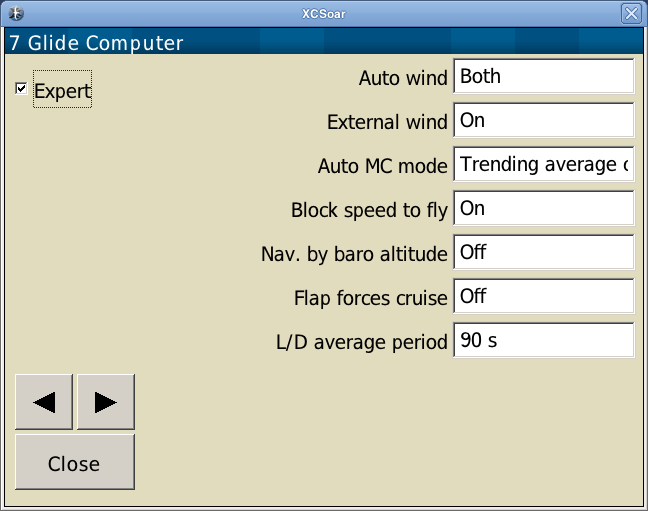 XCSoar
7 Glide Computer
Expert
Auto wind Both
External wind On
Auto MC mode Trending average
Block speed to fly On
Nav. by baro altitude Off
Flap forces cruise Off
L/D average period 90 s
Close